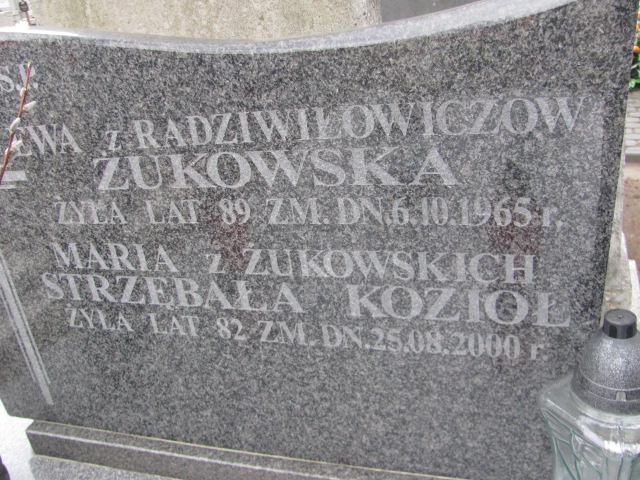 Ś.P.
EWA z RADZIWIŁOWICZÓW
ŻUKOWSKA
ŻYŁA LAT 89 ZM. DN. 6.10.1965 r.
MARIA z ŻUKOWSKICH
STRZEBAŁA KOZIOŁ
ŻYŁA LAT 82 ZM. DN. 25.08.2000 r.